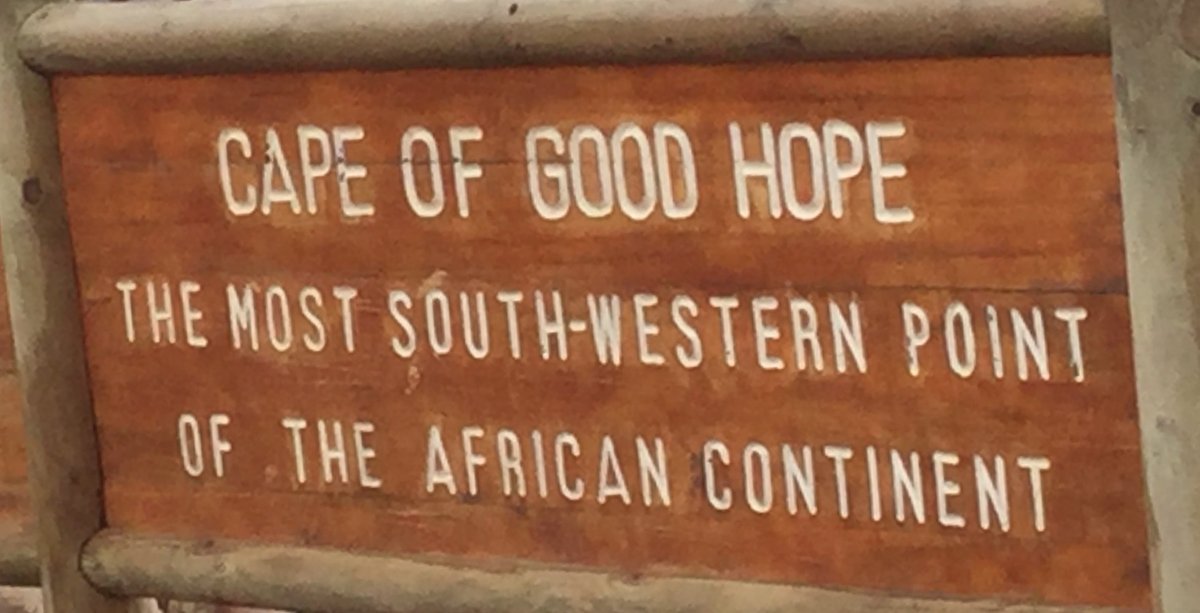 CAPE OF GOOD HOPE
THE MOST SOUTH-WESTERN POINT
OF THE AFRICAN CONTINENT